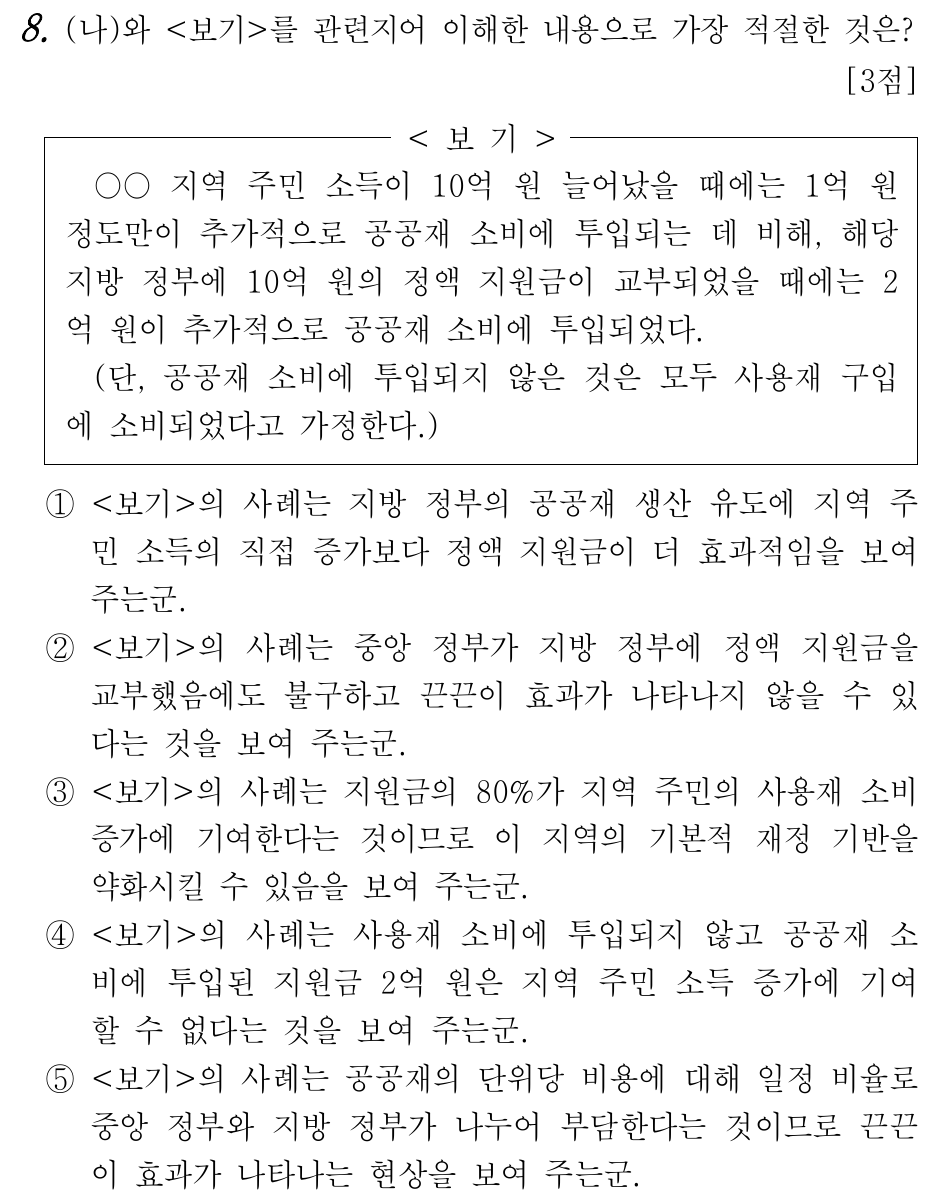 8. (나)와 <보기>를 관련지어 이해한 내용으로 가장 적절한 것은?
[3점]
< 보 기 >
○○ 지역 주민 소득이 10억 원 늘어났을 때에는 1억 원
정도만이 추가적으로 공공재 소비에 투입되는 데 비해, 해당
지방 정부에 10억 원의 정액 지원금이 교부되었을 때에는 2
억 원이 추가적으로 공공재 소비에 투입되었다.
(단, 공공재 소비에 투입되지 않은 것은 모두 사용재 구입
에 소비되었다고 가정한다.)
① <보기>의 사례는 지방 정부의 공공재 생산 유도에 지역 주
민 소득의 직접 증가보다 정액 지원금이 더 효과적임을 보여
주는군.
② <보기>의 사례는 중앙 정부가 지방 정부에 정액 지원금을
교부했음에도 불구하고 끈끈이 효과가 나타나지 않을 수 있
다는 것을 보여 주는군.
③ <보기>의 사례는 지원금의 80%가 지역 주민의 사용재 소비
증가에 기여한다는 것이므로 이 지역의 기본적 재정 기반을
약화시킬 수 있음을 보여 주는군.
④ <보기>의 사례는 사용재 소비에 투입되지 않고 공공재 소
비에 투입된 지원금 2억 원은 지역 주민 소득 증가에 기여
할 수 없다는 것을 보여 주는군.
⑤ <보기>의 사례는 공공재의 단위당 비용에 대해 일정 비율로
중앙 정부와 지방 정부가 나누어 부담한다는 것이므로 끈끈
이 효과가 나타나는 현상을 보여 주는군.